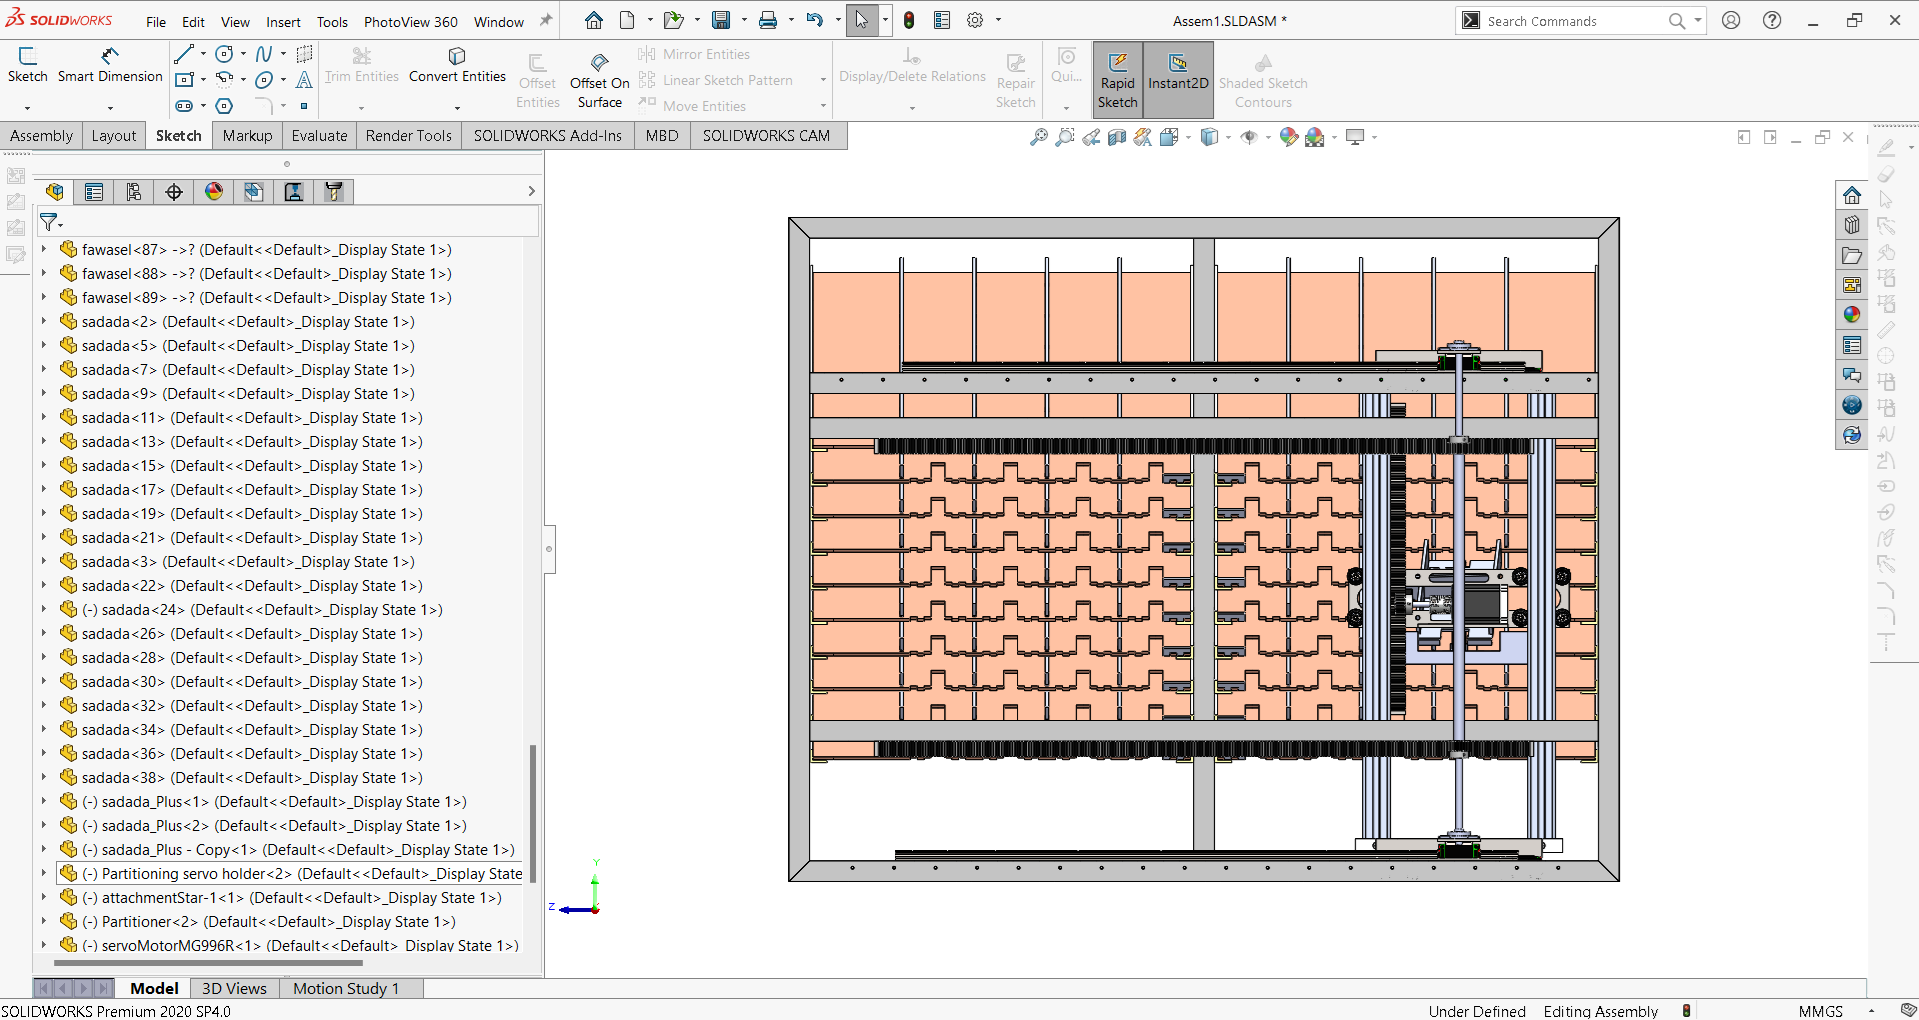 SOLIDWORKS File Edit View Insert Tools PhotoView 360 Window Assem1.SLDASM * Search Commands
Sketch Smart Dimension Trim Entities Convert Entities Offset Entities Offset On Surface Mirror Entities Linear Sketch Pattern Move Entities Display/Delete Relations Repair Sketch Qui... Rapid Sketch Instant2D Shaded Sketch Contours
Assembly Layout Sketch Markup Evaluate Render Tools SOLIDWORKS Add-Ins MBD SOLIDWORKS CAM
fawasel<87> ->? (Default<<Default>_Display State 1>)
fawasel<88> ->? (Default<<Default>_Display State 1>)
fawasel<89> ->? (Default<<Default>_Display State 1>)
sadada<2> (Default<<Default>_Display State 1>)
sadada<5> (Default<<Default>_Display State 1>)
sadada<7> (Default<<Default>_Display State 1>)
sadada<9> (Default<<Default>_Display State 1>)
sadada<11> (Default<<Default>_Display State 1>)
sadada<13> (Default<<Default>_Display State 1>)
sadada<15> (Default<<Default>_Display State 1>)
sadada<17> (Default<<Default>_Display State 1>)
sadada<19> (Default<<Default>_Display State 1>)
sadada<21> (Default<<Default>_Display State 1>)
sadada<3> (Default<<Default>_Display State 1>)
sadada<22> (Default<<Default>_Display State 1>)
(-) sadada<24> (Default<<Default>_Display State 1>)
sadada<26> (Default<<Default>_Display State 1>)
sadada<28> (Default<<Default>_Display State 1>)
sadada<30> (Default<<Default>_Display State 1>)
sadada<32> (Default<<Default>_Display State 1>)
sadada<34> (Default<<Default>_Display State 1>)
sadada<36> (Default<<Default>_Display State 1>)
sadada<38> (Default<<Default>_Display State 1>)
(-) sadada_Plus<1> (Default<<Default>_Display State 1>)
(-) sadada_Plus<2> (Default<<Default>_Display State 1>)
(-) sadada_Plus - Copy<1> (Default<<Default>_Display State 1>)
(-) Partitioning servo holder<2> (Default<<Default>_Display State
(-) attachmentStar-1<1> (Default<<Default>_Display State 1>)
(-) Partitioner<2> (Default<<Default>_Display State 1>)
(-) servoMotorMG996R<1> (Default<<Default>_Display State 1>)
Y
Z
Model 3D Views Motion Study 1
SOLIDWORKS Premium 2020 SP4.0 Under Defined Editing Assembly MMGS